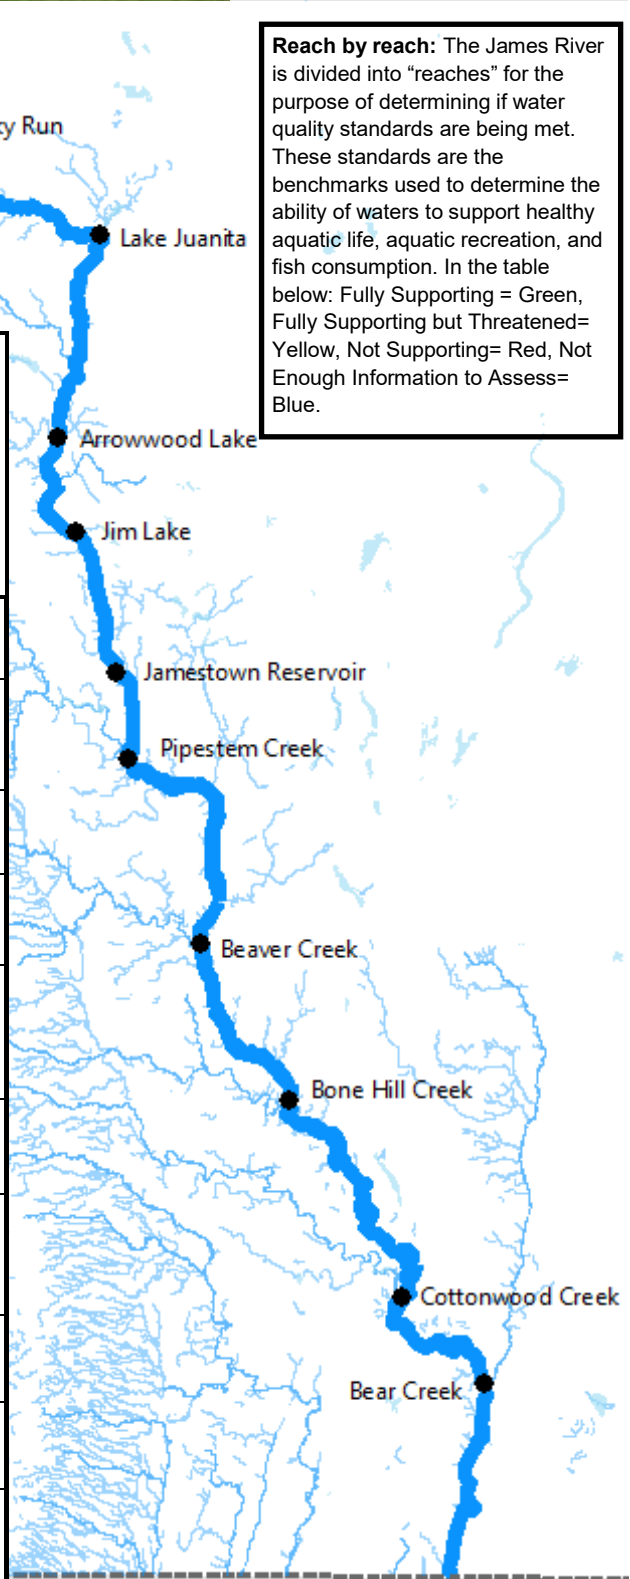 Reach by reach: The James River
is divided into “reaches” for the
purpose of determining if water
quality standards are being met.
These standards are the
benchmarks used to determine the
ability of waters to support healthy
aquatic life, aquatic recreation, and
fish consumption. In the table
below: Fully Supporting = Green,
Fully Supporting but Threatened=
Yellow, Not Supporting= Red, Not
Enough Information to Assess=
Blue.
ty Run
Lake Juanita
Arrowwood Lake
Jim Lake
Jamestown Reservoir
Pipestem Creek
Beaver Creek
Bone Hill Creek
Cottonwood Creek
Bear Creek